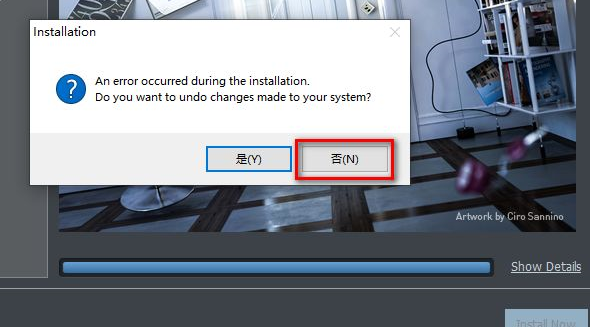 Installation
An error occurred during the installation.
Do you want to undo changes made to your system?
是(Y)
否(N)
Artwork by Ciro Sannino
Show Details
Install Now